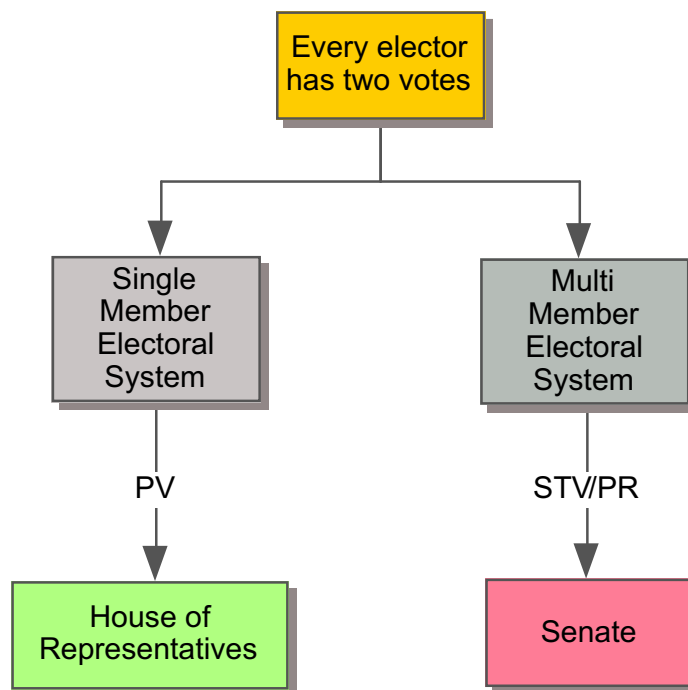 Every elector
has two votes
Single
Member
Electoral
System
Multi
Member
Electoral
System
PV
STV/PR
House of
Representatives
Senate